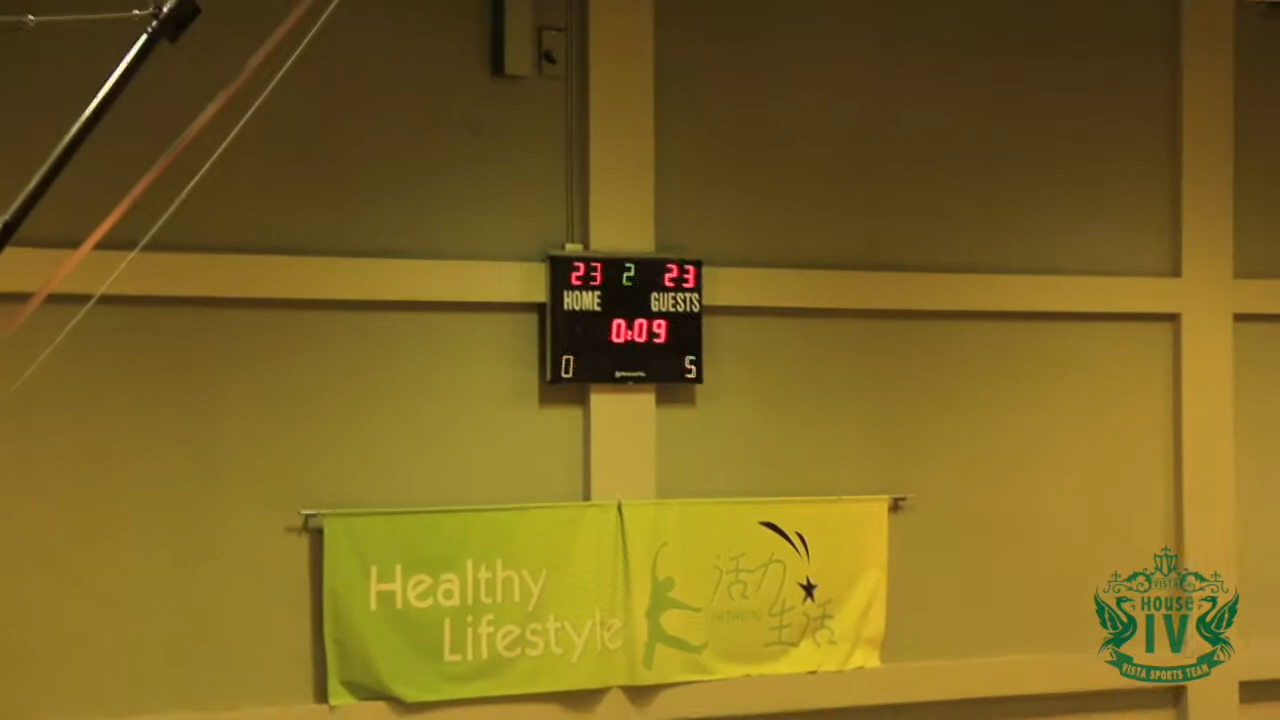 23 2 23
HOME GUESTS
0:09
0 5
Healthy
Lifestyle
活力
生活
VISTA
HOUSE
IV
VISTA SPORTS TEAM